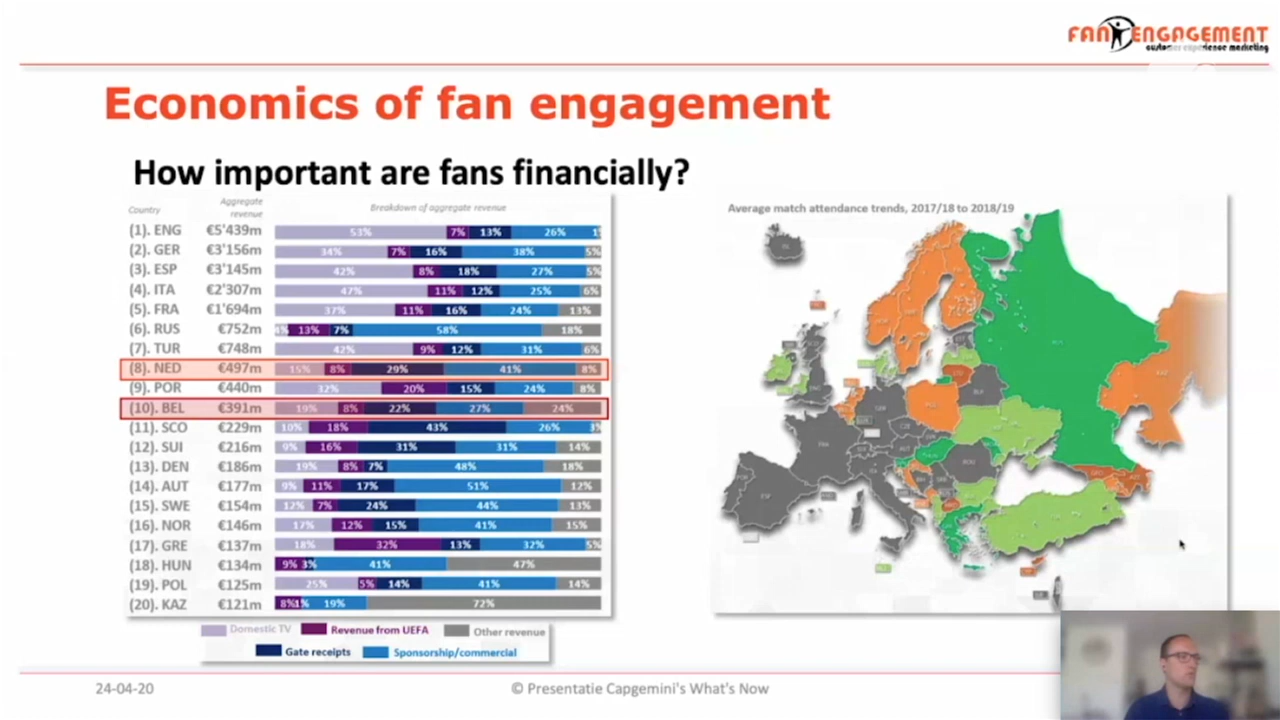 FAN ENGAGEMENT
customer experience marketing
Economics of fan engagement
How important are fans financially?
Country Aggregate revenue Breakdown of aggregate revenue
(1). ENG €5'439m 53% 7% 13% 26%
(2). GER €3'156m 34% 7% 16% 38% 5%
(3). ESP €3'145m 42% 8% 18% 27% 5%
(4). ITA €2'307m 47% 11% 12% 25% 6%
(5). FRA €1'694m 37% 11% 16% 24% 13%
(6). RUS €752m 4% 13% 7% 58% 18%
(7). TUR €748m 42% 9% 12% 31% 6%
(8). NED €497m 15% 8% 29% 41% 8%
(9). POR €440m 32% 20% 15% 24% 8%
(10). BEL €391m 19% 8% 22% 27% 24%
(11). SCO €229m 10% 18% 43% 26% 3%
(12). SUI €216m 9% 16% 31% 31% 14%
(13). DEN €186m 19% 8% 7% 48% 18%
(14). AUT €177m 9% 11% 17% 51% 12%
(15). SWE €154m 12% 7% 24% 44% 13%
(16). NOR €146m 17% 12% 15% 41% 15%
(17). GRE €137m 18% 32% 13% 32% 5%
(18). HUN €134m 9% 3% 41% 47%
(19). POL €125m 25% 5% 14% 41% 14%
(20). KAZ €121m 8% 1% 19% 72%
Domestic TV Revenue from UEFA Other revenue
Gate receipts Sponsorship/commercial
Average match attendance trends, 2017/18 to 2018/19
24-04-20
© Presentatie Capgemini's What's Now